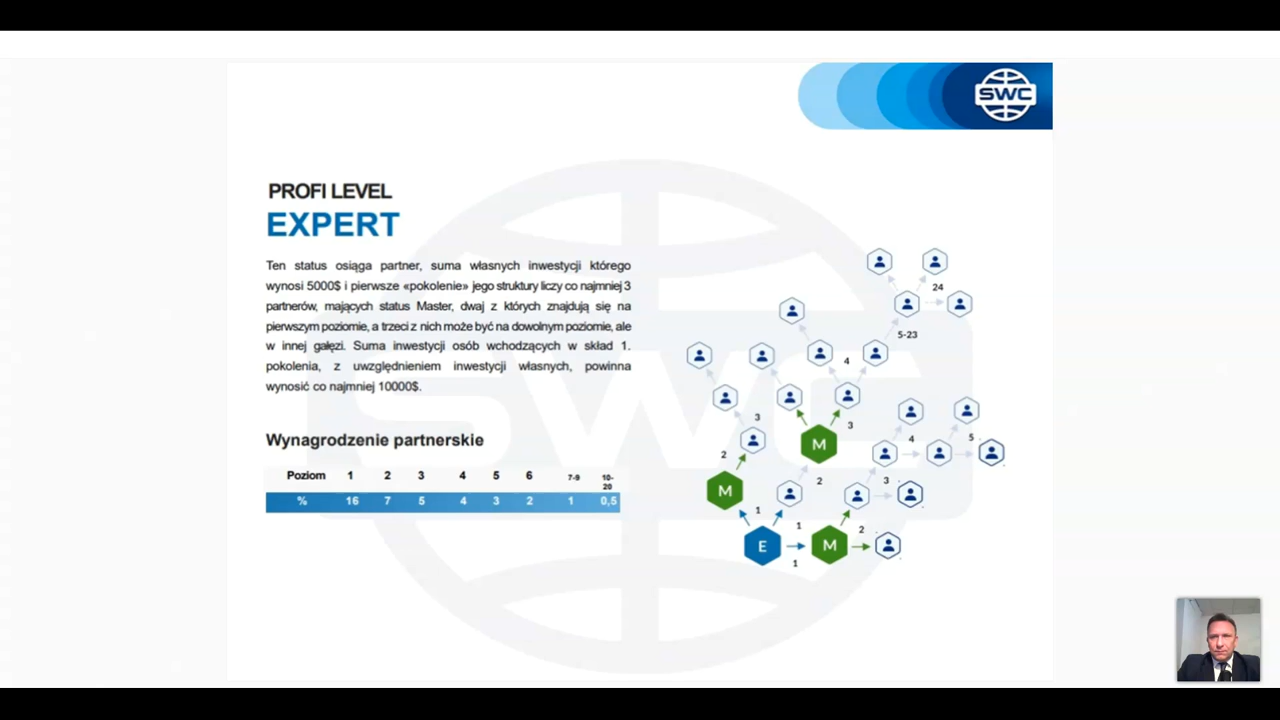 SWC
PROFI LEVEL
EXPERT
Ten status osiąga partner, suma własnych inwestycji którego
wynosi 5000$ i pierwsze «pokolenie» jego struktury liczy co najmniej 3
partnerów, mających status Master, dwaj z których znajdują się na
pierwszym poziomie, a trzeci z nich może być na dowolnym poziomie, ale
w innej gałęzi. Suma inwestycji osób wchodzących w skład 1.
pokolenia, z uwzględnieniem inwestycji własnych, powinna
wynosić co najmniej 10000$.
Wynagrodzenie partnerskie
Poziom 1 2 3 4 5 6 7-9 10-20
% 16 7 5 4 3 2 1 0,5
24
5-23
4
3
3
M
4
5
2
M
2
3
1
1
2
E
M
1
SWC